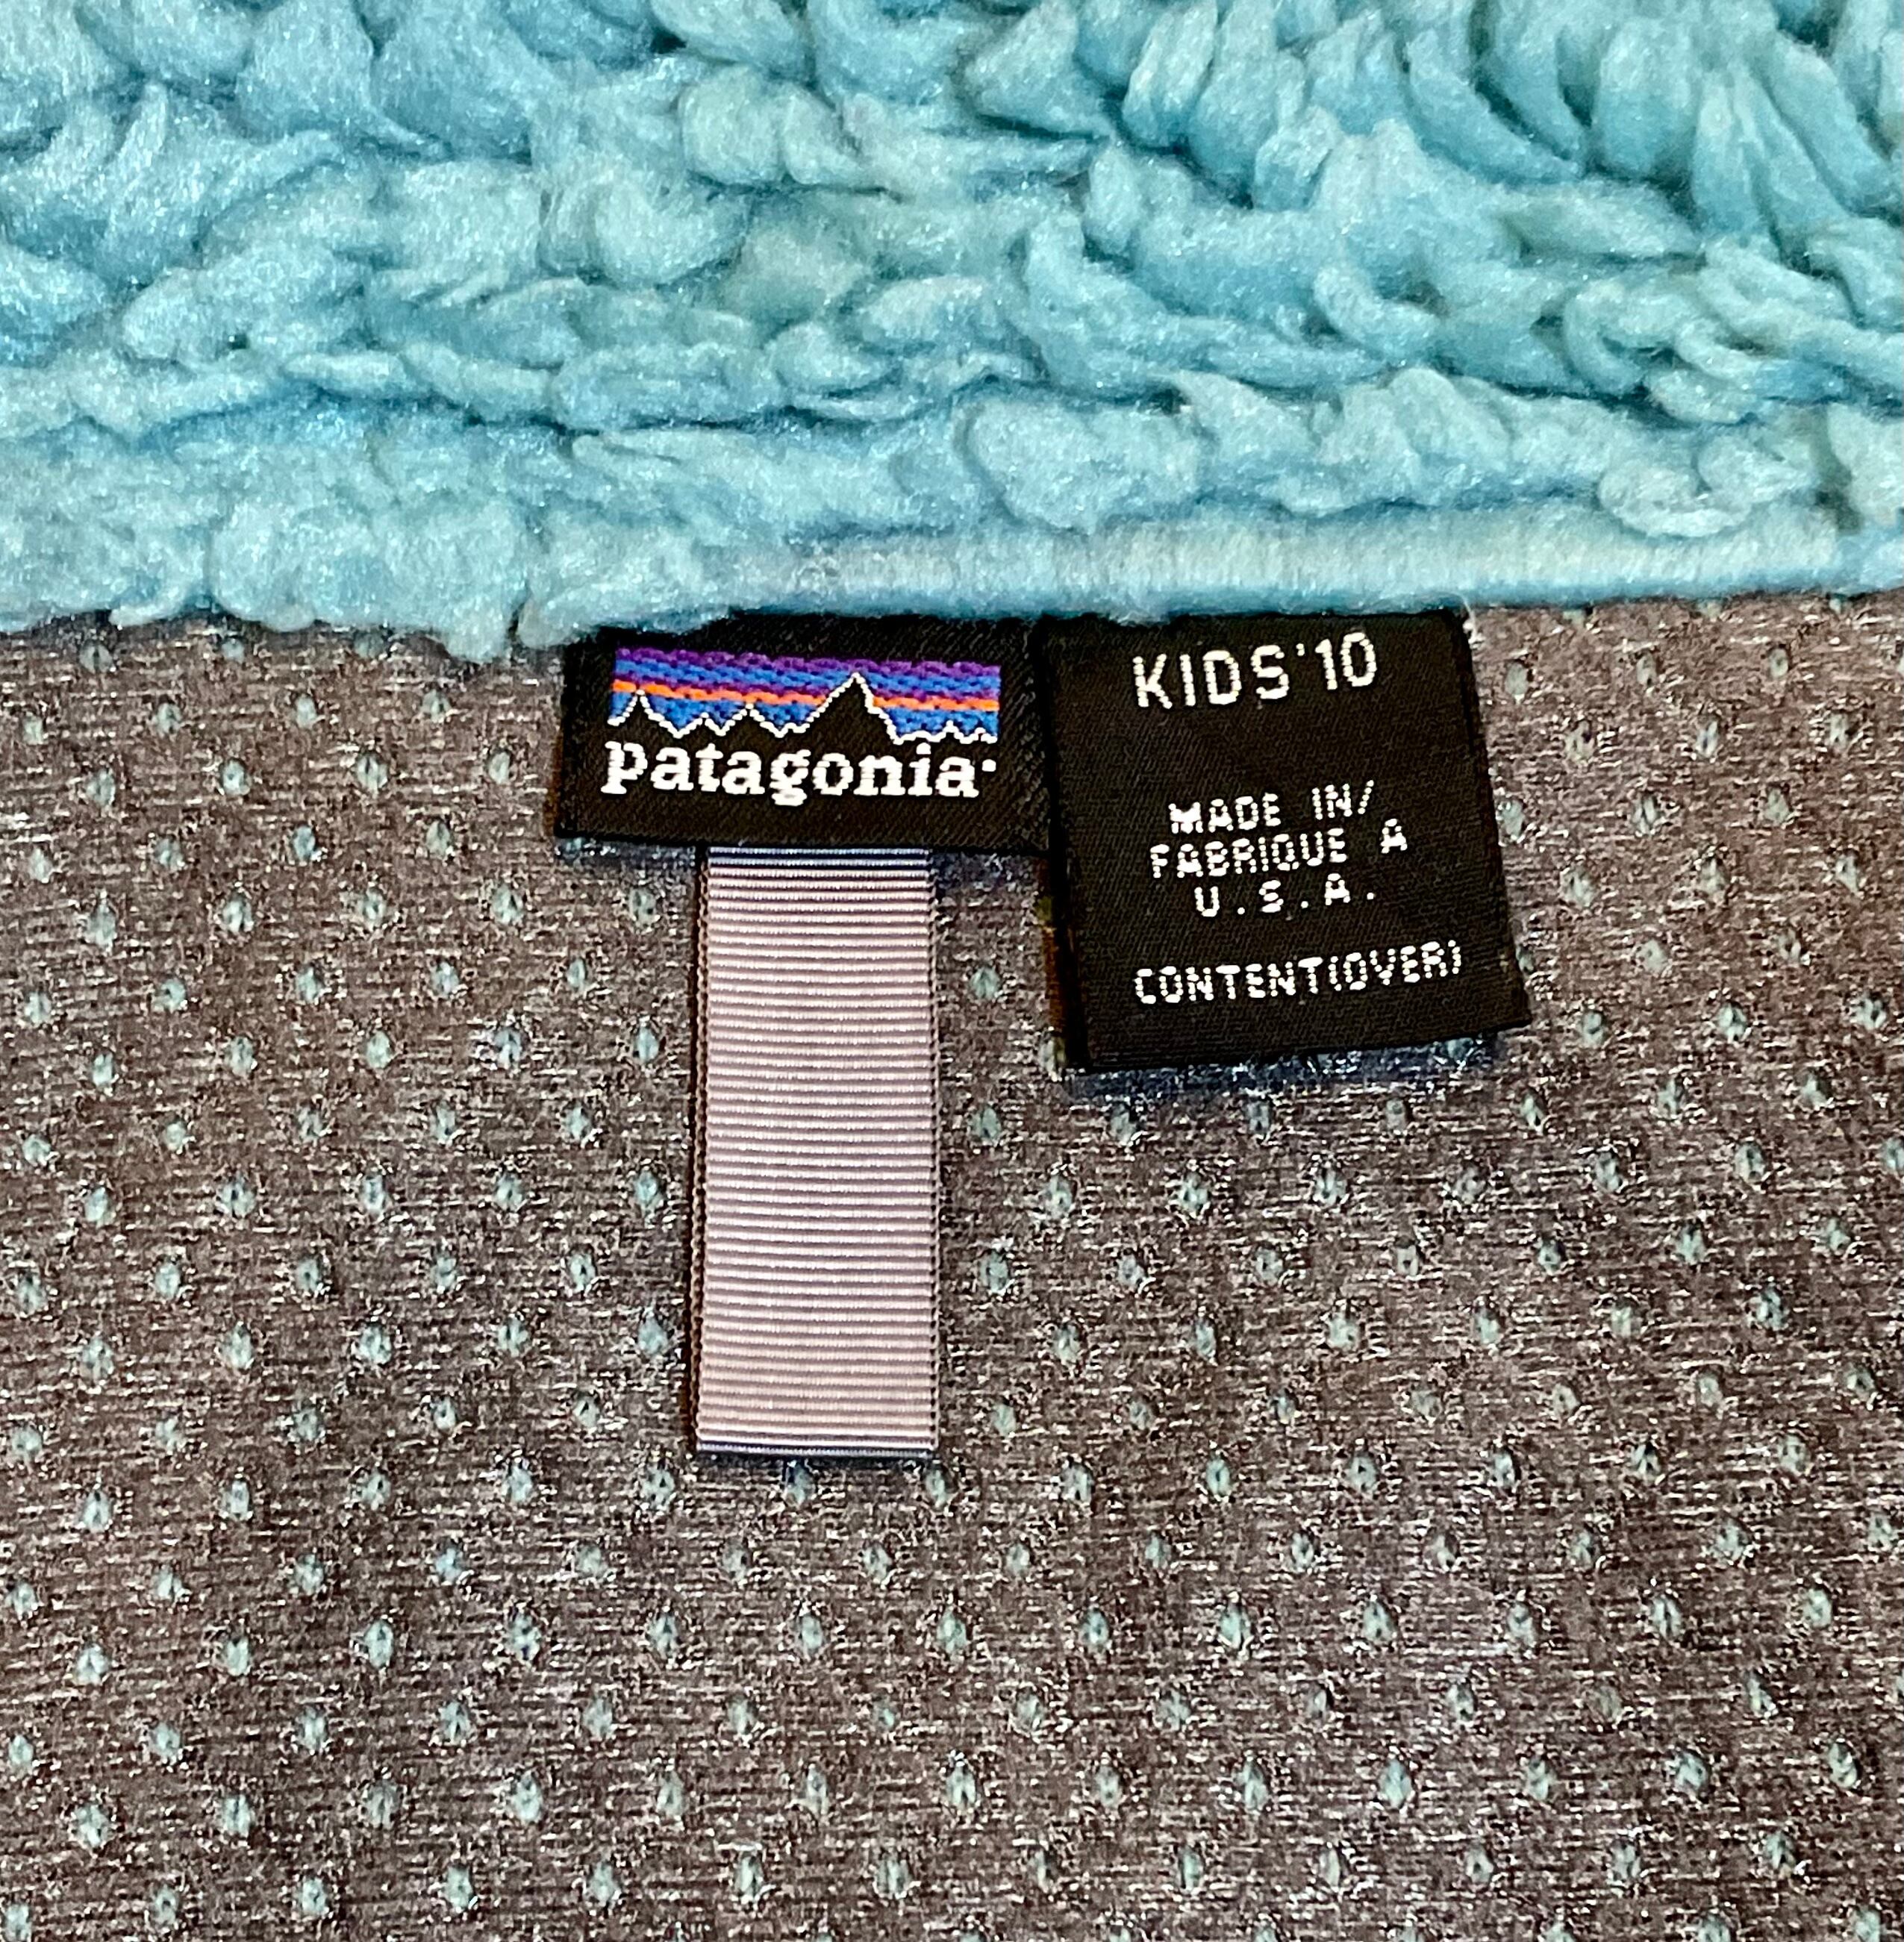 patagonia
KIDS'10
MADE IN/
FABRIQUE A
U.S.A.
CONTENT(OVER)